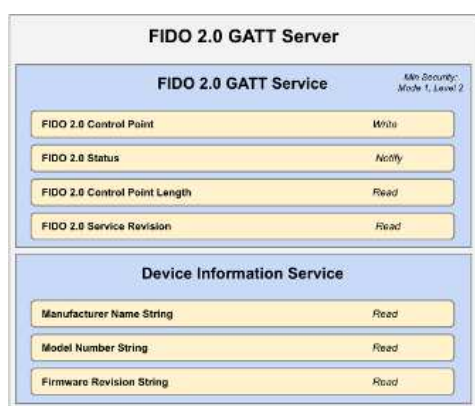 FIDO 2.0 GATT Server
FIDO 2.0 GATT Service
Min Security:
Mode 1, Level 2
FIDO 2.0 Control Point Write
FIDO 2.0 Status Notify
FIDO 2.0 Control Point Length Read
FIDO 2.0 Service Revision Read
Device Information Service
Manufacturer Name String Read
Model Number String Read
Firmware Revision String Read